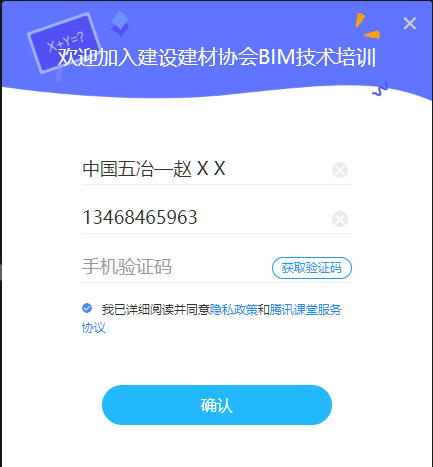 X+Y=?
欢迎加入建设建材协会BIM技术培训
中国五冶—赵 X X
13468465963
手机验证码
获取验证码
我已详细阅读并同意隐私政策和腾讯课堂服务
协议
确认